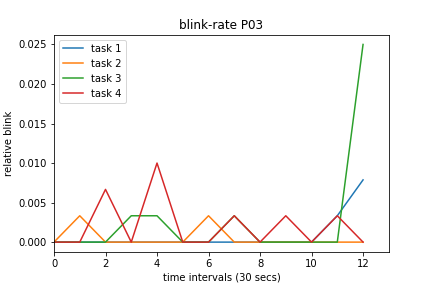 blink-rate P03
0.025
0.020
0.015
0.010
0.005
0.000
relative blink
task 1
task 2
task 3
task 4
0 2 4 6 8 10 12
time intervals (30 secs)